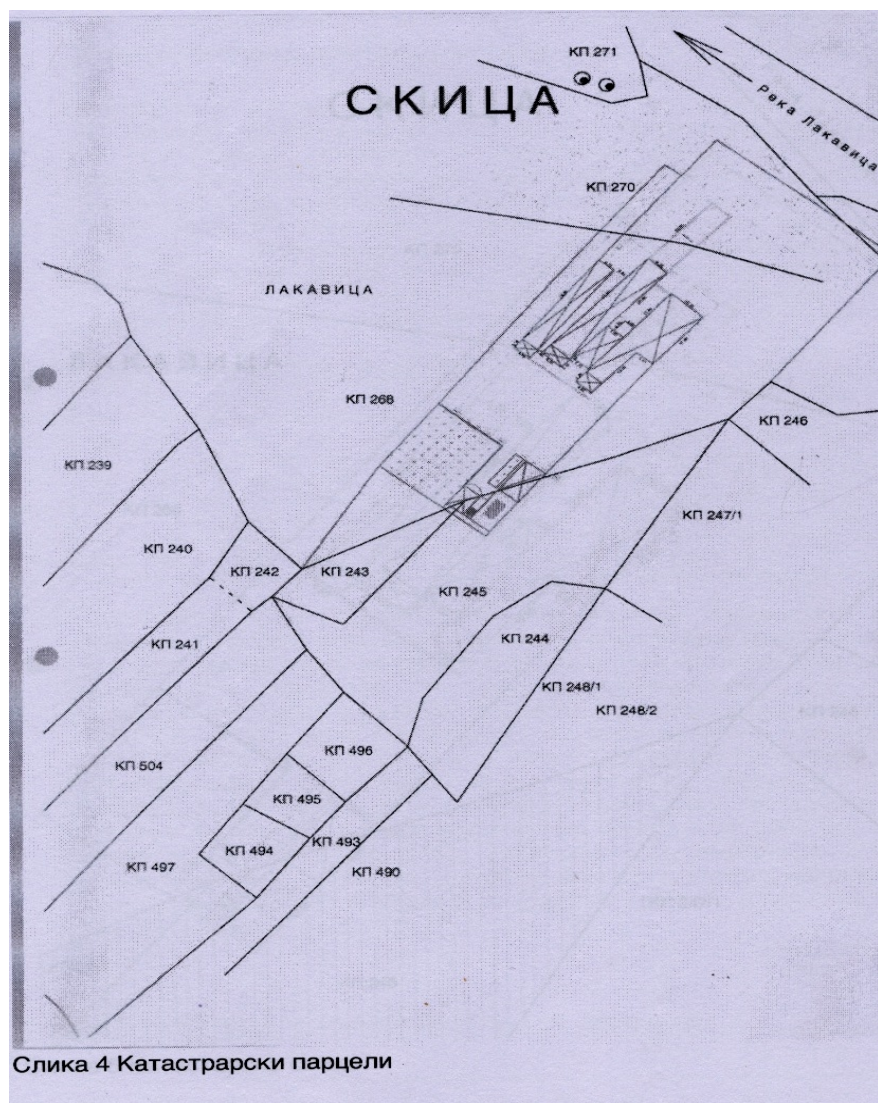 КП 271
СКИЦА
Река Лакавица
КП 270
ЛАКАВИЦА
КП 268
КП 246
КП 239
КП 247/1
КП 240
КП 242
КП 243
КП 245
КП 241
КП 244
КП 248/1
КП 248/2
КП 496
КП 504
КП 495
КП 493
КП 494
КП 497
КП 490
Слика 4 Катастрарски парцели